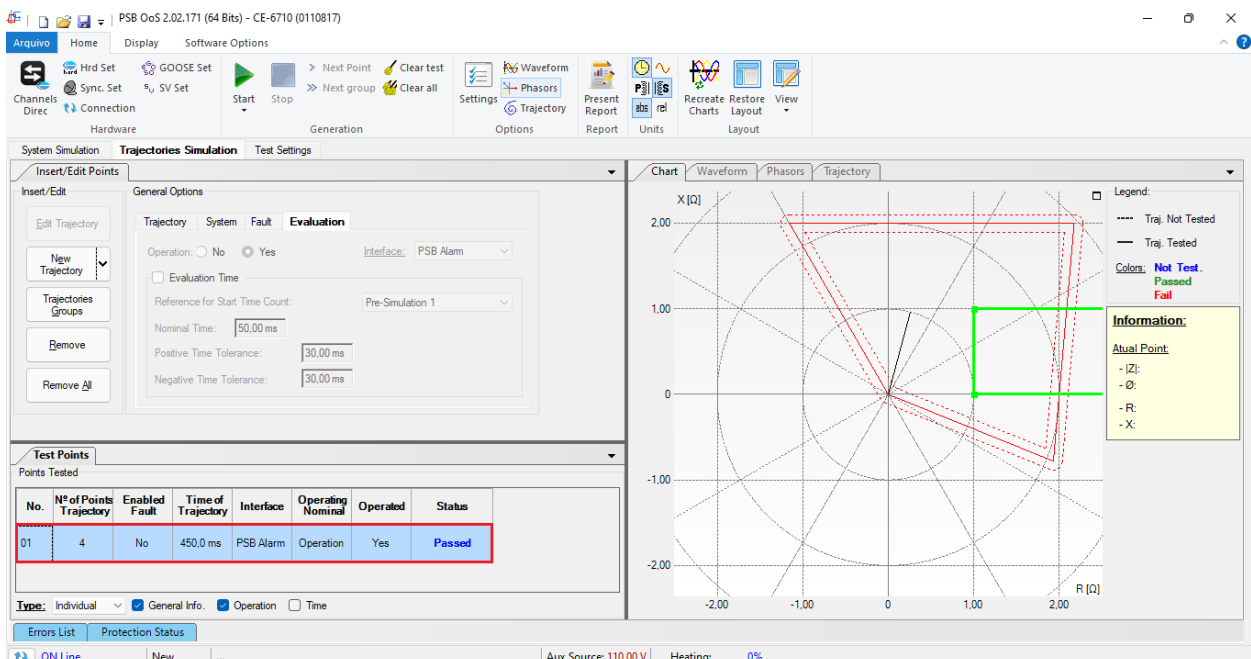 PSB OoS 2.02.171 (64 Bits) - CE-6710 (0110817)
Arquivo Home Display Software Options
Channels Direc
Hrd Set
Sync. Set
Connection
GOOSE Set
SV Set
Hardware
Start
Stop
Next Point
Next group
Clear test
Clear all
Generation
Settings
Waveform
Phasors
Trajectory
Options
Present Report
Report
abs rel
Units
Recreate Charts
Restore Layout
View
Layout
System Simulation Trajectories Simulation Test Settings
Insert/Edit Points
Insert/Edit
Edit Trajectory
New Trajectory
Trajectories Groups
Remove
Remove All
General Options
Trajectory System Fault Evaluation
Operation: No Yes Interface: PSB Alarm
Evaluation Time
Reference for Start Time Count: Pre-Simulation 1
Nominal Time: 50,00 ms
Positive Time Tolerance: 30,00 ms
Negative Time Tolerance: 30,00 ms
Test Points
Points Tested
No. Nº of Points Trajectory Enabled Fault Time of Trajectory Interface Operating Nominal Operated Status
01 4 No 450,0 ms PSB Alarm Operation Yes Passed
Type: Individual General Info. Operation Time
Errors List Protection Status
ON Line New ... Aux Source: 110,00 V Heating: 0%
Chart Waveform Phasors Trajectory
X [Ω]
2,00
1,00
0
-1,00
-2,00
-2,00 -1,00 0 1,00 2,00
R [Ω]
Legend:
Traj. Not Tested
Traj. Tested
Colors: Not Test.
Passed
Fail
Information:
Atual Point:
- |Z|:
- Ø:
- R:
- X: